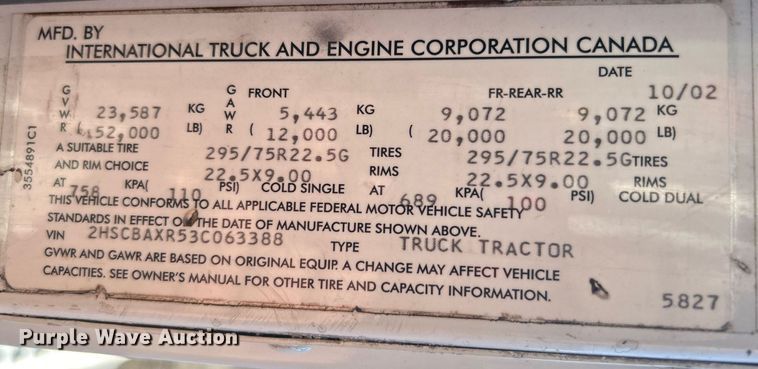 MFD. BY
INTERNATIONAL TRUCK AND ENGINE CORPORATION CANADA
DATE
GVWR GAWR FRONT FR-REAR-RR 10/02
23,587 KG 5,443 KG 9,072 9,072 KG
(52,000 LB) (12,000 LB) (20,000 20,000 LB)
A SUITABLE TIRE 295/75R22.5G TIRES 295/75R22.5G TIRES
AND RIM CHOICE 22.5X9.00 RIMS 22.5X9.00 RIMS
AT 758 KPA( 110 PSI) COLD SINGLE AT 689 KPA( 100 PSI) COLD DUAL
THIS VEHICLE CONFORMS TO ALL APPLICABLE FEDERAL MOTOR VEHICLE SAFETY
STANDARDS IN EFFECT ON THE DATE OF MANUFACTURE SHOWN ABOVE.
VIN 2HSCBAXR53C063388 TYPE TRUCK TRACTOR
GVWR AND GAWR ARE BASED ON ORIGINAL EQUIP. A CHANGE MAY AFFECT VEHICLE
CAPACITIES. SEE OWNER'S MANUAL FOR OTHER TIRE AND CAPACITY INFORMATION.
5827
3554891C1
Purple Wave Auction